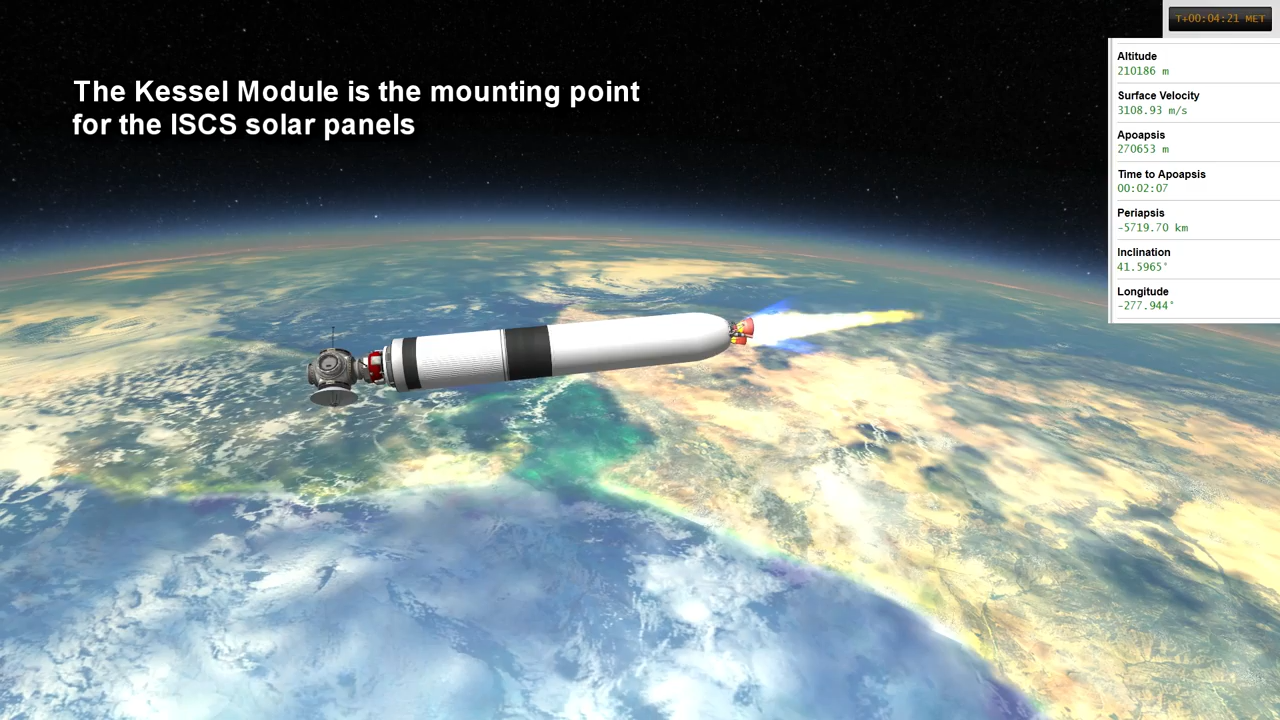 T+00:04:21 MET
The Kessel Module is the mounting point
for the ISCS solar panels
Altitude
210186 m
Surface Velocity
3108.93 m/s
Apoapsis
270653 m
Time to Apoapsis
00:02:07
Periapsis
-5719.70 km
Inclination
41.5965°
Longitude
-277.944°